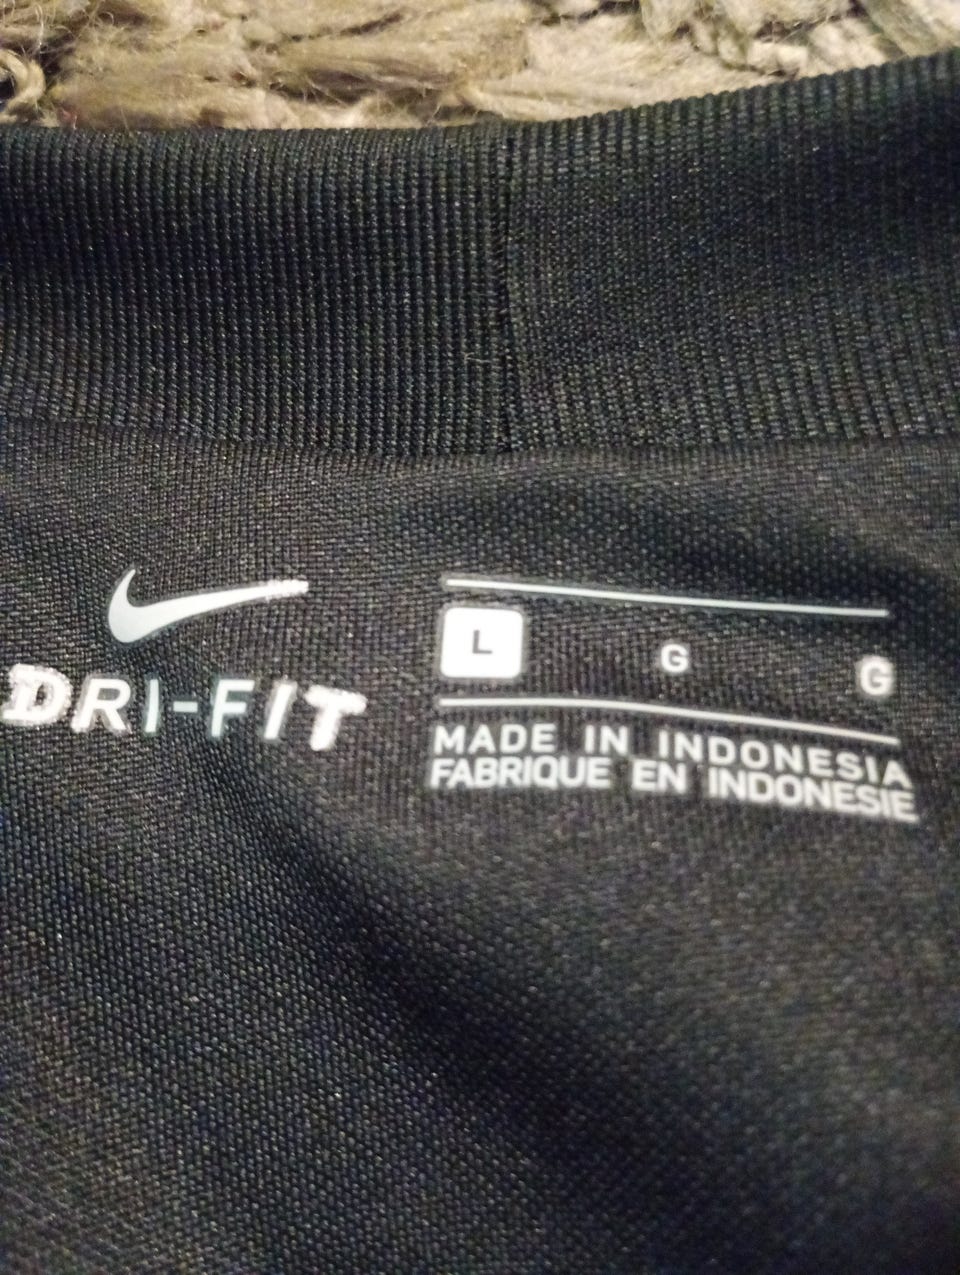 DRI-FIT
L G G
MADE IN INDONESIA
FABRIQUE EN INDONESIE